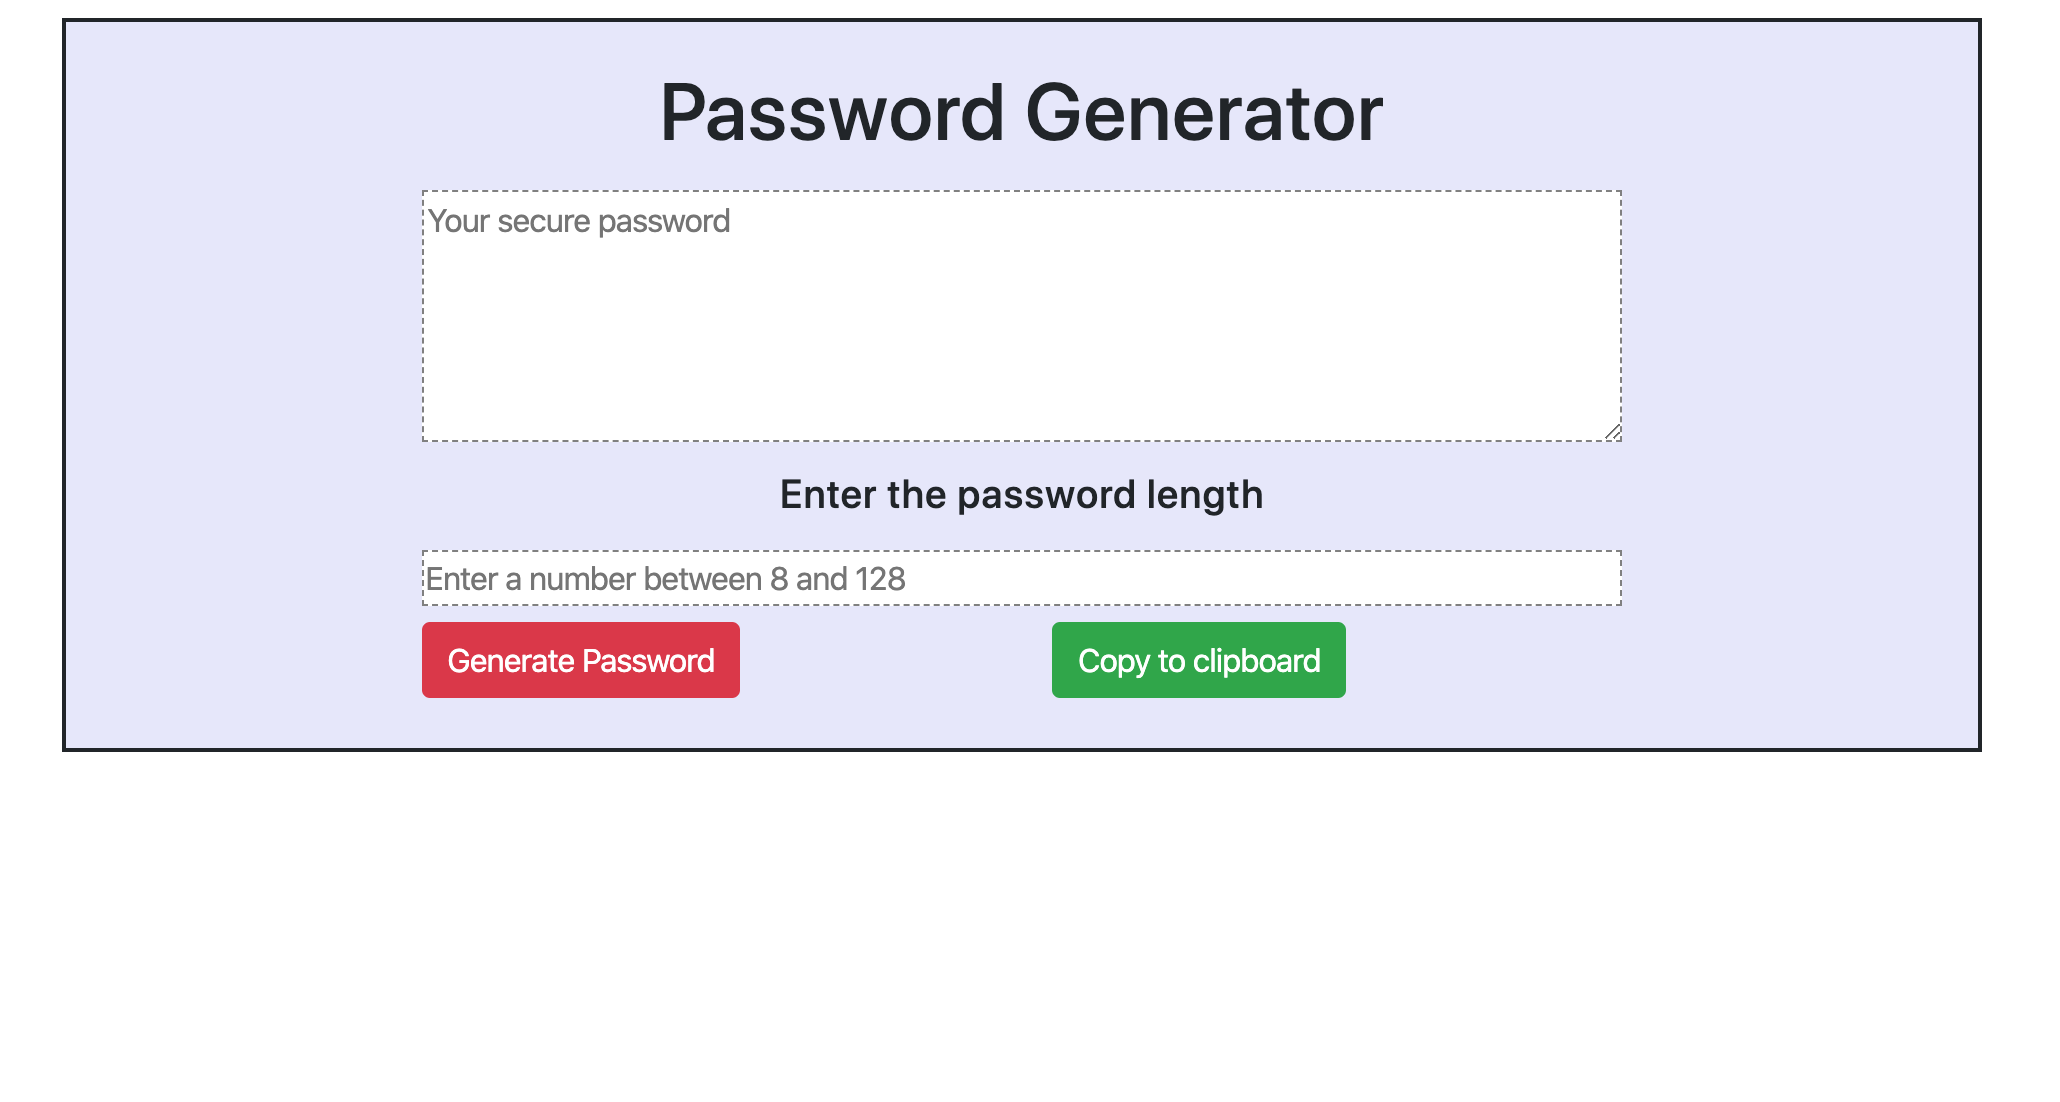 Password Generator
Your secure password
Enter the password length
Enter a number between 8 and 128
Generate Password
Copy to clipboard